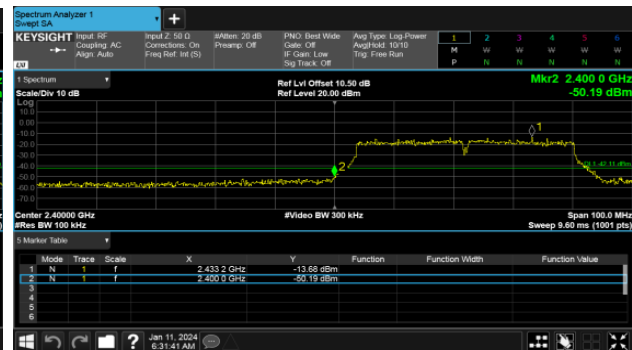 Spectrum Analyzer 1
Swept SA
+
KEYSIGHT Input: RF Input Z: 50 Ω #Atten: 20 dB PNO: Best Wide Avg Type: Log-Power 1 2 3 4 5 6
Coupling: AC Corrections: On Preamp: Off Gate: Off Avg|Hold: 10/10 M W W W W W
Align: Auto Freq Ref: Int (S) IF Gain: Low Trig: Free Run
Sig Track: Off P N N N N N
LXI
1 Spectrum Ref Lvl Offset 10.50 dB Mkr2 2.400 0 GHz
Scale/Div 10 dB Ref Level 20.00 dBm -50.19 dBm
Log
10.0
0.00
-10.0
-20.0
-30.0
-40.0
-50.0
-60.0
-70.0
1
2
DL1 -42.11 dBm
Center 2.40000 GHz #Video BW 300 kHz Span 100.0 MHz
#Res BW 100 kHz Sweep 9.60 ms (1001 pts)
5 Marker Table
Mode Trace Scale X Y Function Function Width Function Value
1 N 1 f 2.433 2 GHz -13.68 dBm
2 N 1 f 2.400 0 GHz -50.19 dBm
3
4
5
6
? Jan 11, 2024
6:31:41 AM